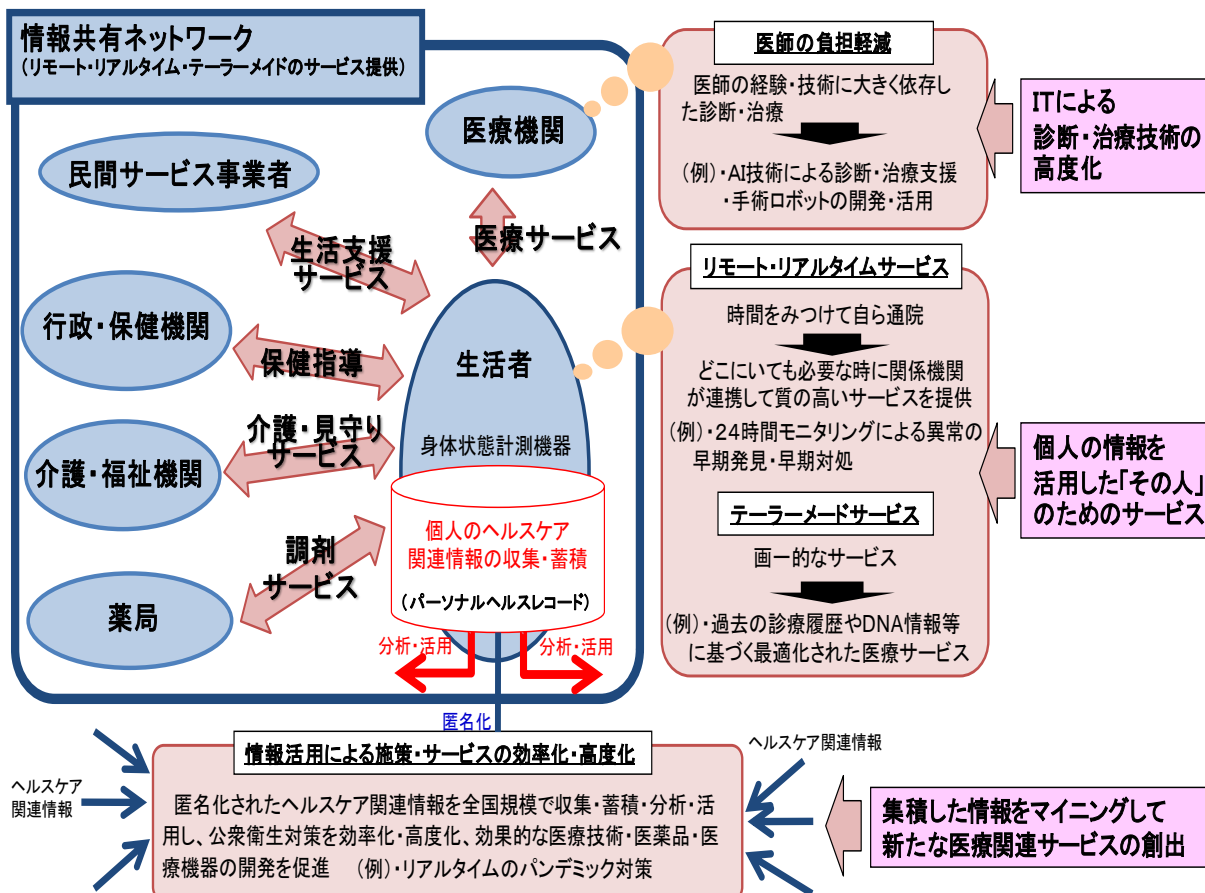 情報共有ネットワーク
(リモート・リアルタイム・テーラーメイドのサービス提供)
医療機関
民間サービス事業者
生活支援
サービス
医療サービス
行政・保健機関
保健指導
生活者
介護・見守り
サービス
介護・福祉機関
身体状態計測機器
個人のヘルスケア
関連情報の収集・蓄積
(パーソナルヘルスレコード)
調剤
サービス
薬局
分析・活用
分析・活用
匿名化
医師の負担軽減
医師の経験・技術に大きく依存し
た診断・治療
(例)・AI技術による診断・治療支援
・手術ロボットの開発・活用
ITによる
診断・治療技術の
高度化
リモート・リアルタイムサービス
時間をみつけて自ら通院
どこにいても必要な時に関係機関
が連携して質の高いサービスを提供
(例)・24時間モニタリングによる異常の
早期発見・早期対処
テーラーメードサービス
画一的なサービス
(例)・過去の診療履歴やDNA情報等
に基づく最適化された医療サービス
個人の情報を
活用した「その人」
のためのサービス
情報活用による施策・サービスの効率化・高度化
ヘルスケア
関連情報
ヘルスケア関連情報
匿名化されたヘルスケア関連情報を全国規模で収集・蓄積・分析・活
用し、公衆衛生対策を効率化・高度化、効果的な医療技術・医薬品・医
療機器の開発を促進 (例)・リアルタイムのパンデミック対策
集積した情報をマイニングして
新たな医療関連サービスの創出